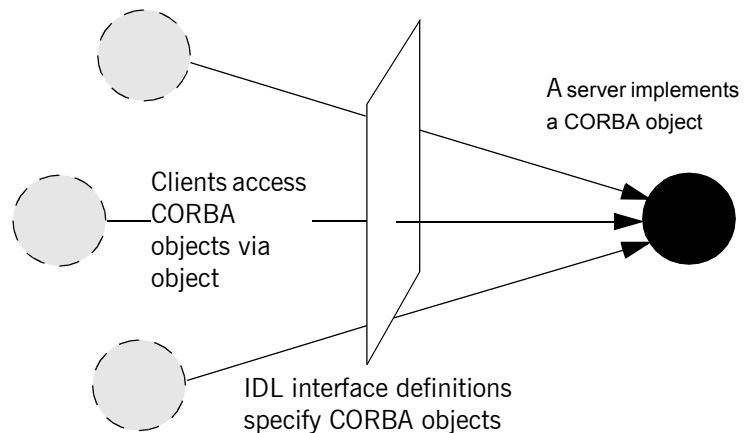 A server implements
a CORBA object
Clients access
CORBA
objects via
object
IDL interface definitions
specify CORBA objects